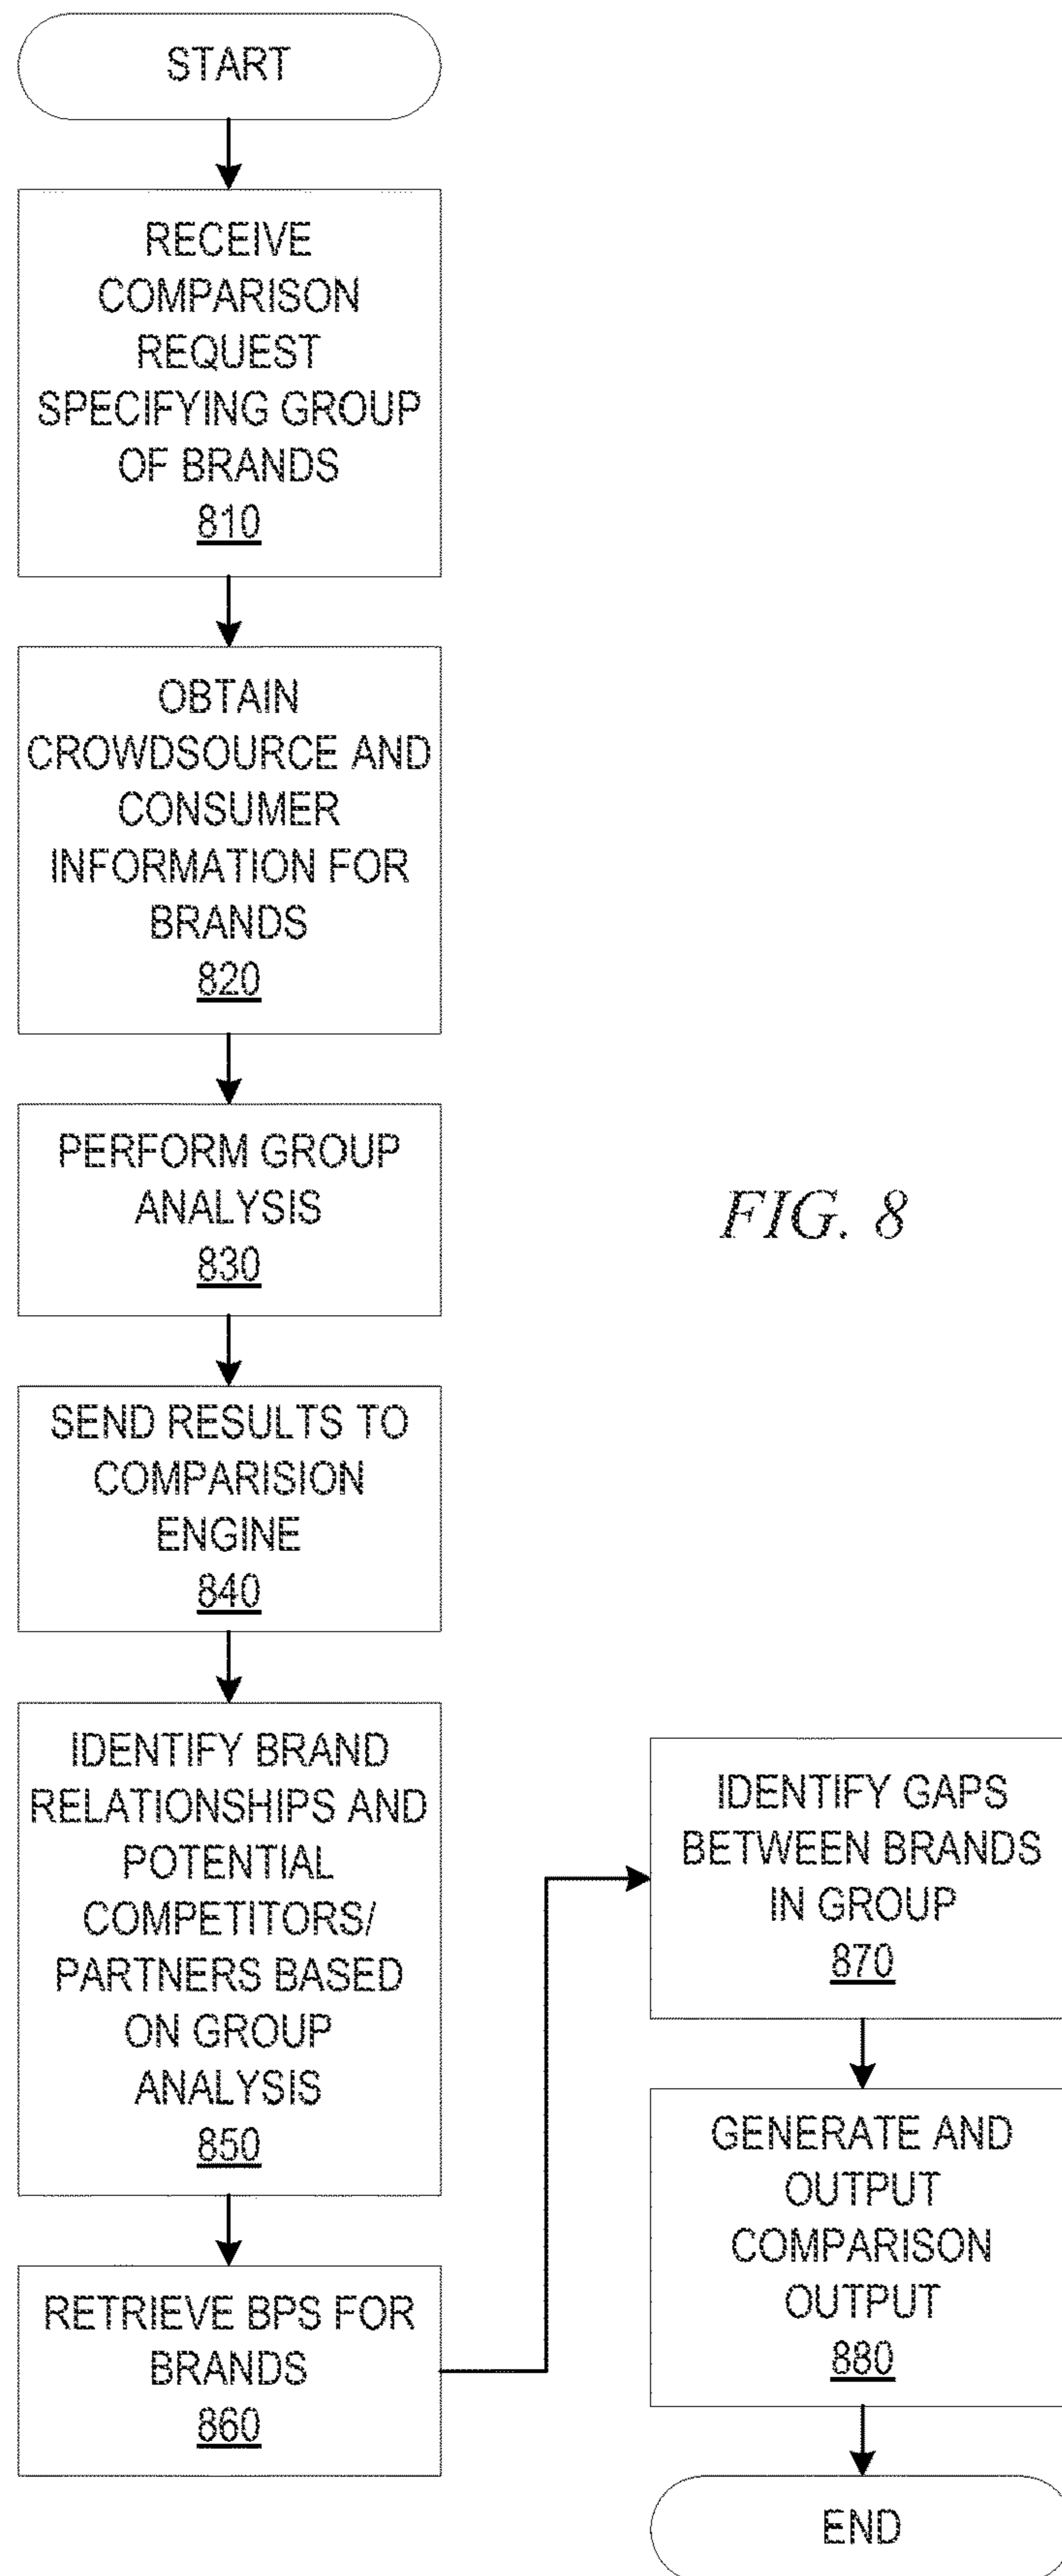 START
RECEIVE
COMPARISON
REQUEST
SPECIFYING GROUP
OF BRANDS
810
OBTAIN
CROWDSOURCE AND
CONSUMER
INFORMATION FOR
BRANDS
820
PERFORM GROUP
ANALYSIS
830
SEND RESULTS TO
COMPARISION
ENGINE
840
IDENTIFY BRAND
RELATIONSHIPS AND
POTENTIAL
COMPETITORS/
PARTNERS BASED
ON GROUP
ANALYSIS
850
RETRIEVE BPS FOR
BRANDS
860
IDENTIFY GAPS
BETWEEN BRANDS
IN GROUP
870
GENERATE AND
OUTPUT
COMPARISON
OUTPUT
880
END
FIG. 8